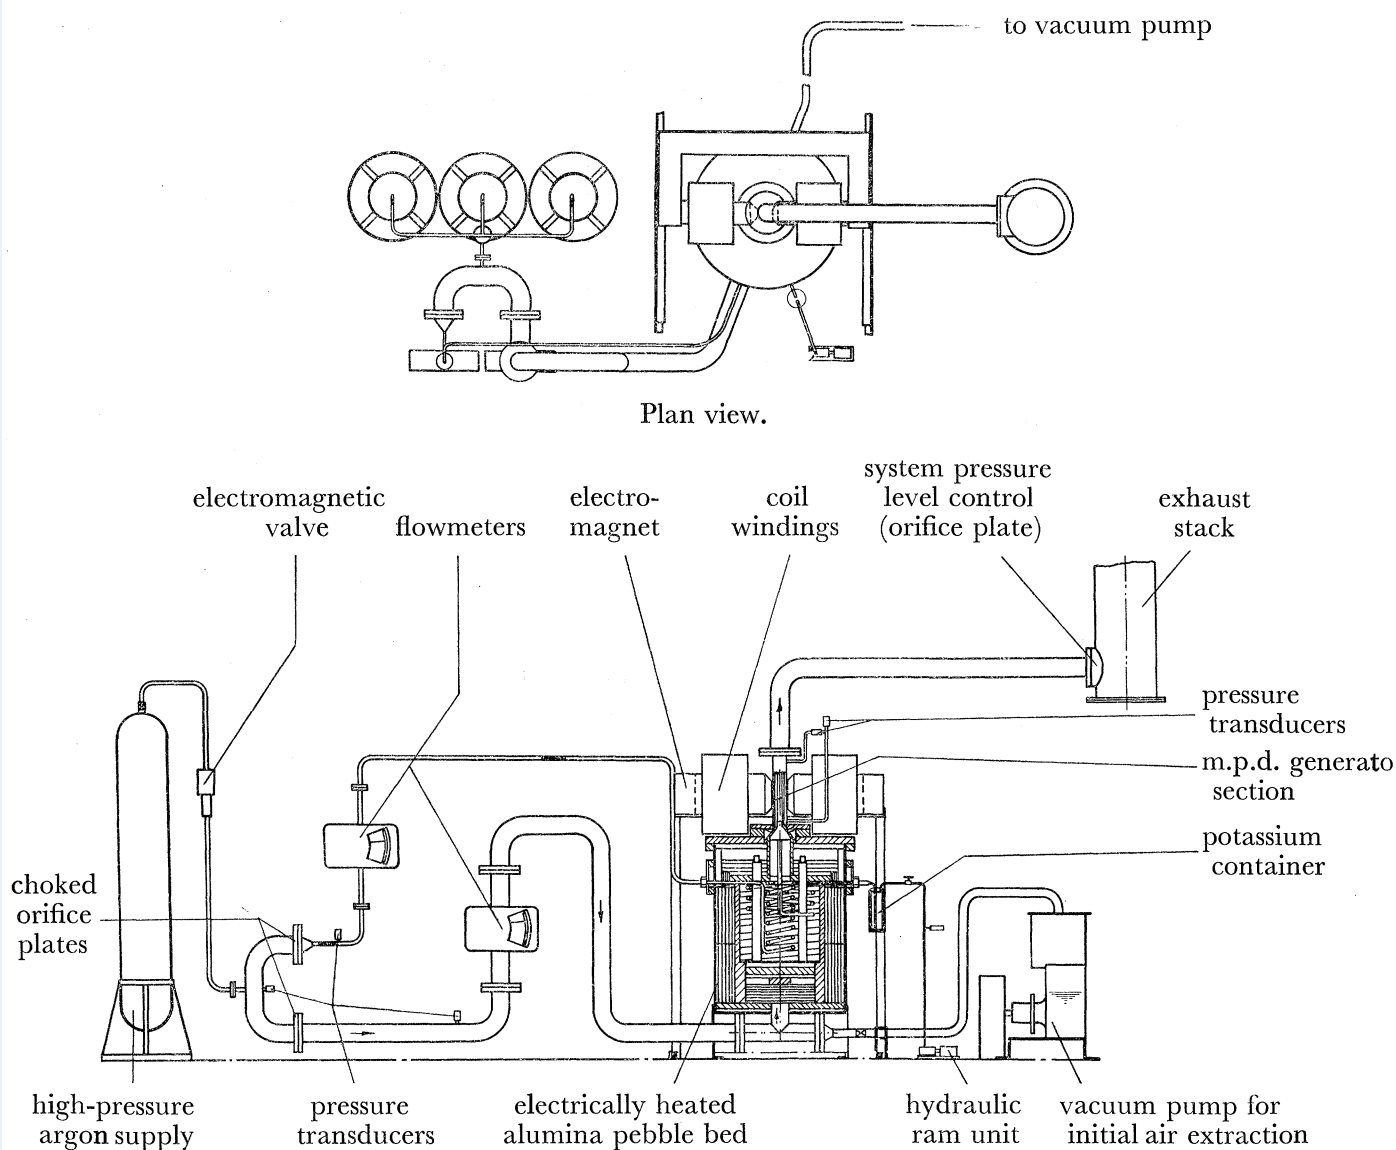 to vacuum pump
Plan view.
system pressure
level control
(orifice plate)
electromagnetic
valve
flowmeters
electro-
magnet
coil
windings
exhaust
stack
pressure
transducers
m.p.d. generato
section
potassium
container
choked
orifice
plates
high-pressure
argon supply
pressure
transducers
electrically heated
alumina pebble bed
hydraulic
ram unit
vacuum pump for
initial air extraction